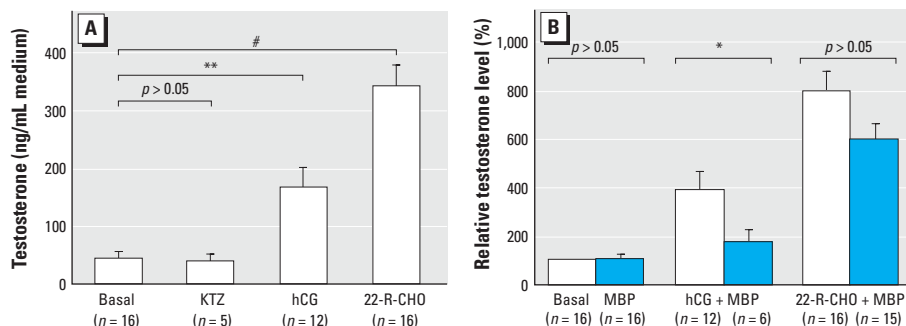 A
Testosterone (ng/mL medium)
400
300
200
100
0
#
**
p > 0.05
Basal
(n = 16)
KTZ
(n = 5)
hCG
(n = 12)
22-R-CHO
(n = 16)
B
Relative testosterone level (%)
1,000
800
600
400
200
0
p > 0.05
*
p > 0.05
Basal MBP
(n = 16) (n = 16)
hCG + MBP
(n = 12) (n = 6)
22-R-CHO + MBP
(n = 16) (n = 15)